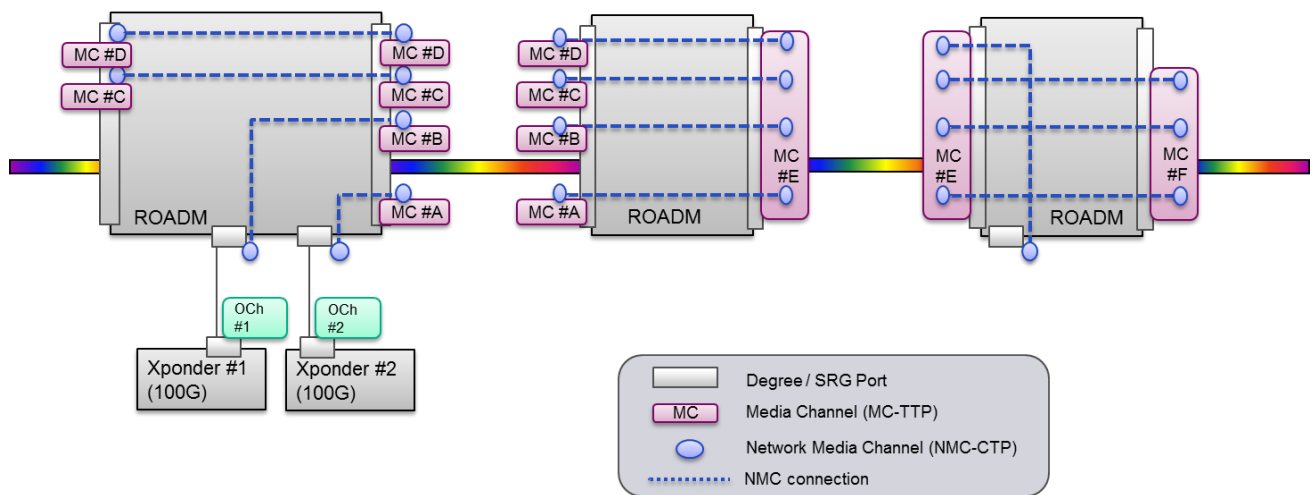 MC #D
MC #C
MC #D
MC #C
MC #B
MC #A
ROADM
MC #D
MC #C
MC #B
MC #A
MC
#E
ROADM
MC
#E
MC
#F
ROADM
OCh
#1
OCh
#2
Xponder #1
(100G)
Xponder #2
(100G)
Degree / SRG Port
MC
Media Channel (MC-TTP)
Network Media Channel (NMC-CTP)
NMC connection